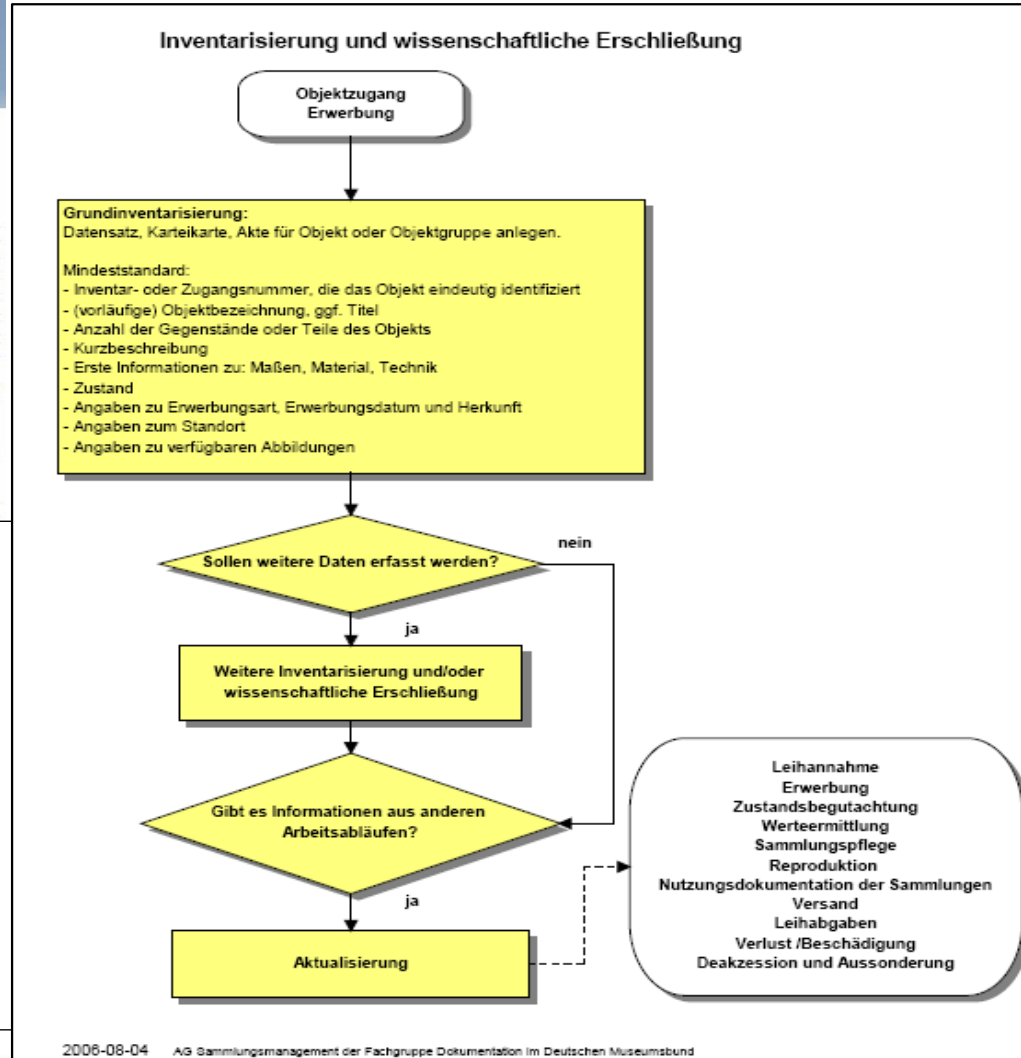 Inventarisierung und wissenschaftliche Erschließung
Objektzugang
Erwerbung
Grundinventarisierung:
Datensatz, Karteikarte, Akte für Objekt oder Objektgruppe anlegen.
Mindeststandard:
- Inventar- oder Zugangsnummer, die das Objekt eindeutig identifiziert
- (vorläufige) Objektbezeichnung, ggf. Titel
- Anzahl der Gegenstände oder Teile des Objekts
- Kurzbeschreibung
- Erste Informationen zu: Maßen, Material, Technik
- Zustand
- Angaben zu Erwerbungsart, Erwerbungsdatum und Herkunft
- Angaben zum Standort
- Angaben zu verfügbaren Abbildungen
Sollen weitere Daten erfasst werden?
nein
ja
Weitere Inventarisierung und/oder
wissenschaftliche Erschließung
Gibt es Informationen aus anderen
Arbeitsabläufen?
ja
Aktualisierung
Leihannahme
Erwerbung
Zustandsbegutachtung
Werteermittlung
Sammlungspflege
Reproduktion
Nutzungsdokumentation der Sammlungen
Versand
Leihabgaben
Verlust /Beschädigung
Deakzession und Aussonderung
2006-08-04 AG Sammlungsmanagement der Fachgruppe Dokumentation im Deutschen Museumsbund